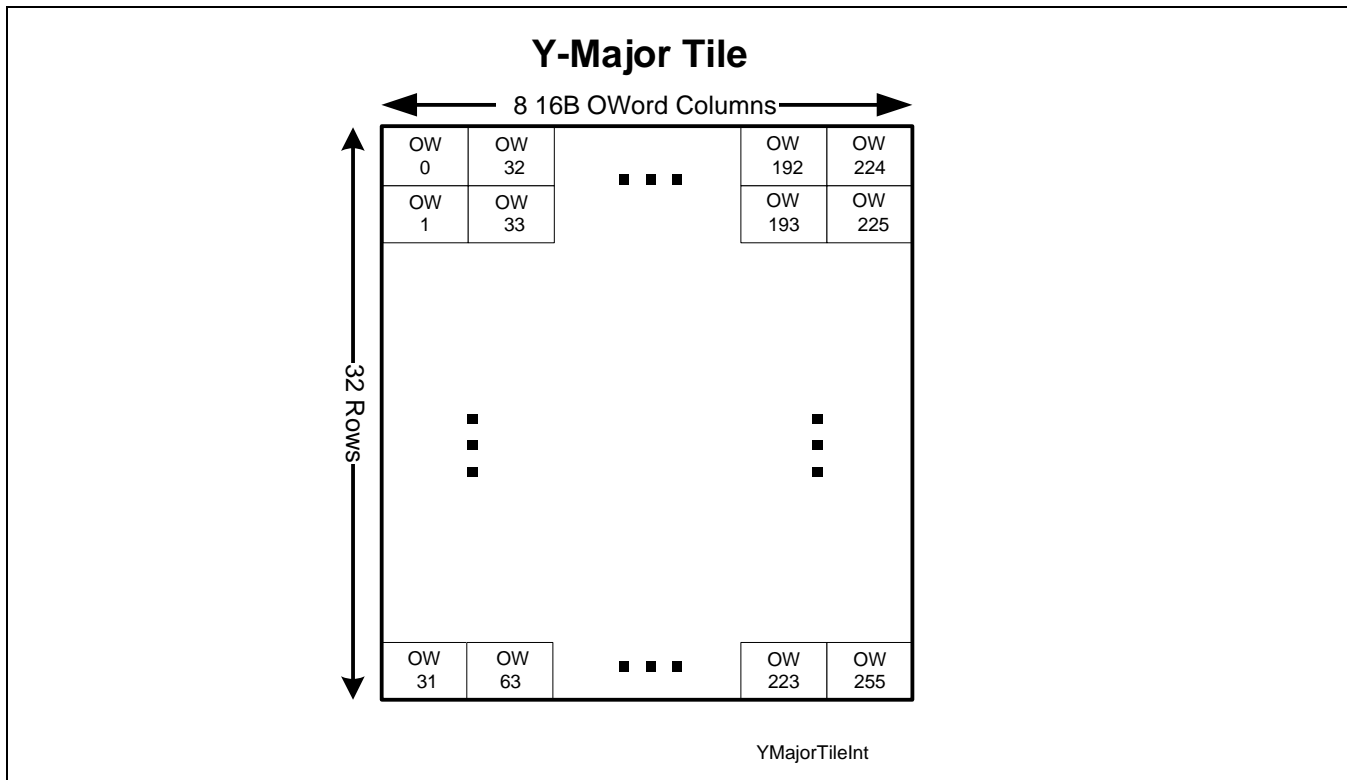 Y-Major Tile
8 16B OWord Columns
OW
0
OW
32
OW
192
OW
224
OW
1
OW
33
OW
193
OW
225
32 Rows
OW
31
OW
63
OW
223
OW
255
YMajorTileInt